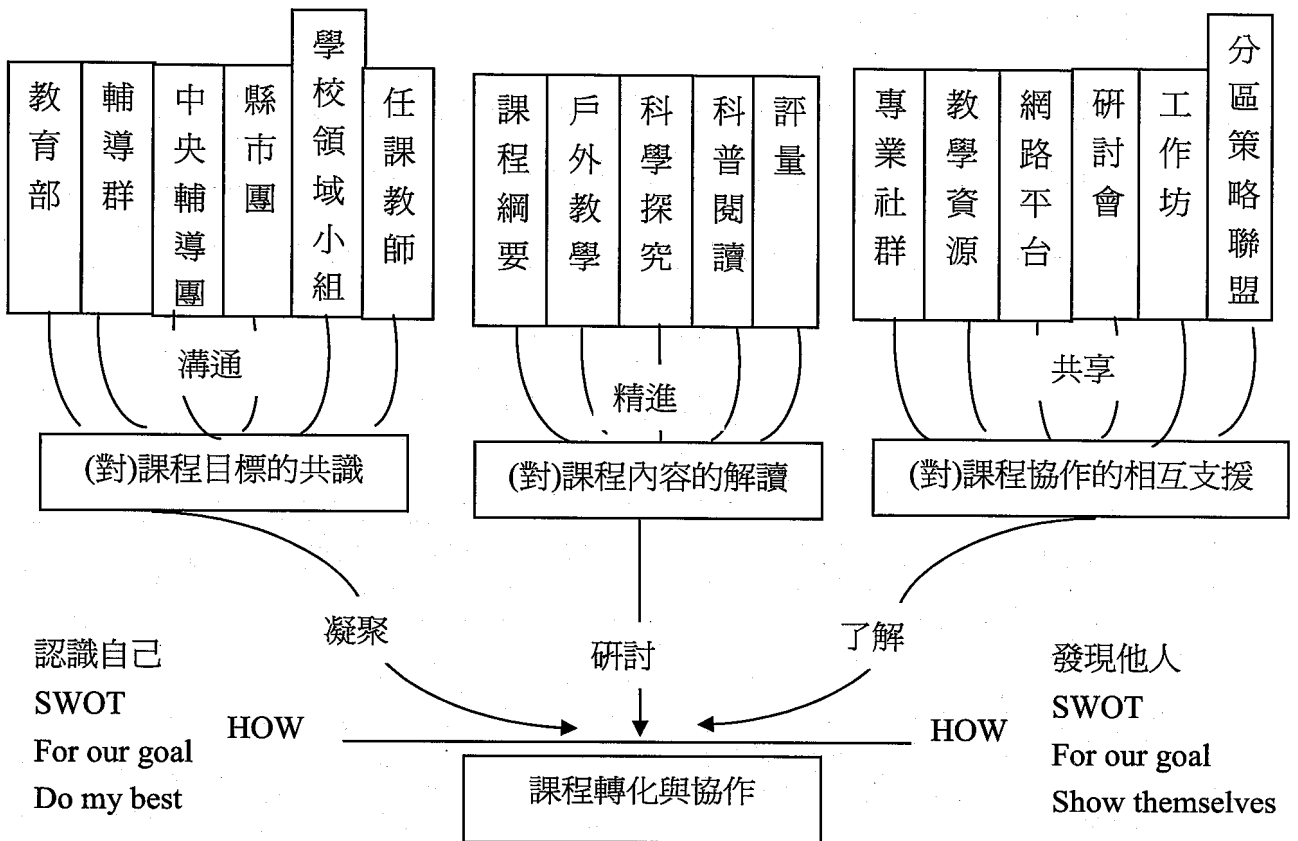 教育部
輔導群
中央輔導團
縣市團
學校領域小組
任課教師
溝通
(對)課程目標的共識
課程綱要
戶外教學
科學探究
科普閱讀
評量
精進
(對)課程內容的解讀
專業社群
教學資源
網路平台
研討會
工作坊
分區策略聯盟
共享
(對)課程協作的相互支援
凝聚
研討
了解
認識自己
SWOT
For our goal
Do my best
HOW
HOW
發現他人
SWOT
For our goal
Show themselves
課程轉化與協作